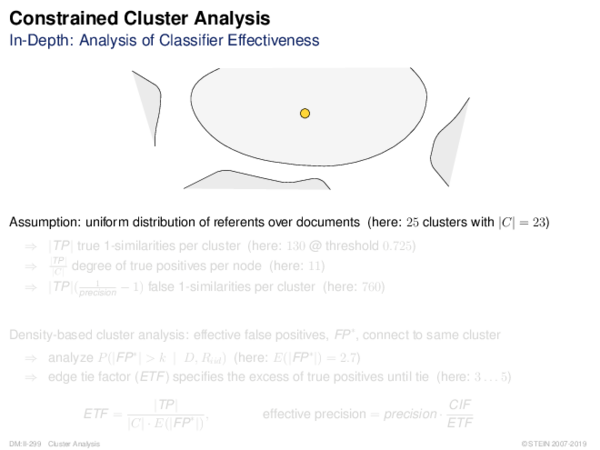 Constrained Cluster Analysis
In-Depth: Analysis of Classifier Effectiveness
Assumption: uniform distribution of referents over documents (here: 25 clusters with |C| = 23)
⇒ |TP| true 1-similarities per cluster (here: 130 @ threshold 0.725)
⇒ |TP|/|C| degree of true positives per node (here: 11)
⇒ |TP|(1/precision − 1) false 1-similarities per cluster (here: 760)
Density-based cluster analysis: effective false positives, FP*, connect to same cluster
⇒ analyze P(|FP*| > k | D, R_rel) (here: E(|FP*|) = 2.7)
⇒ edge tie factor (ETF) specifies the excess of true positives until tie (here: 3 … 5)
ETF = |TP| / (|C| · E(|FP*|)), effective precision = precision · CIF/ETF
DM:II-299 Cluster Analysis © STEIN 2007-2019